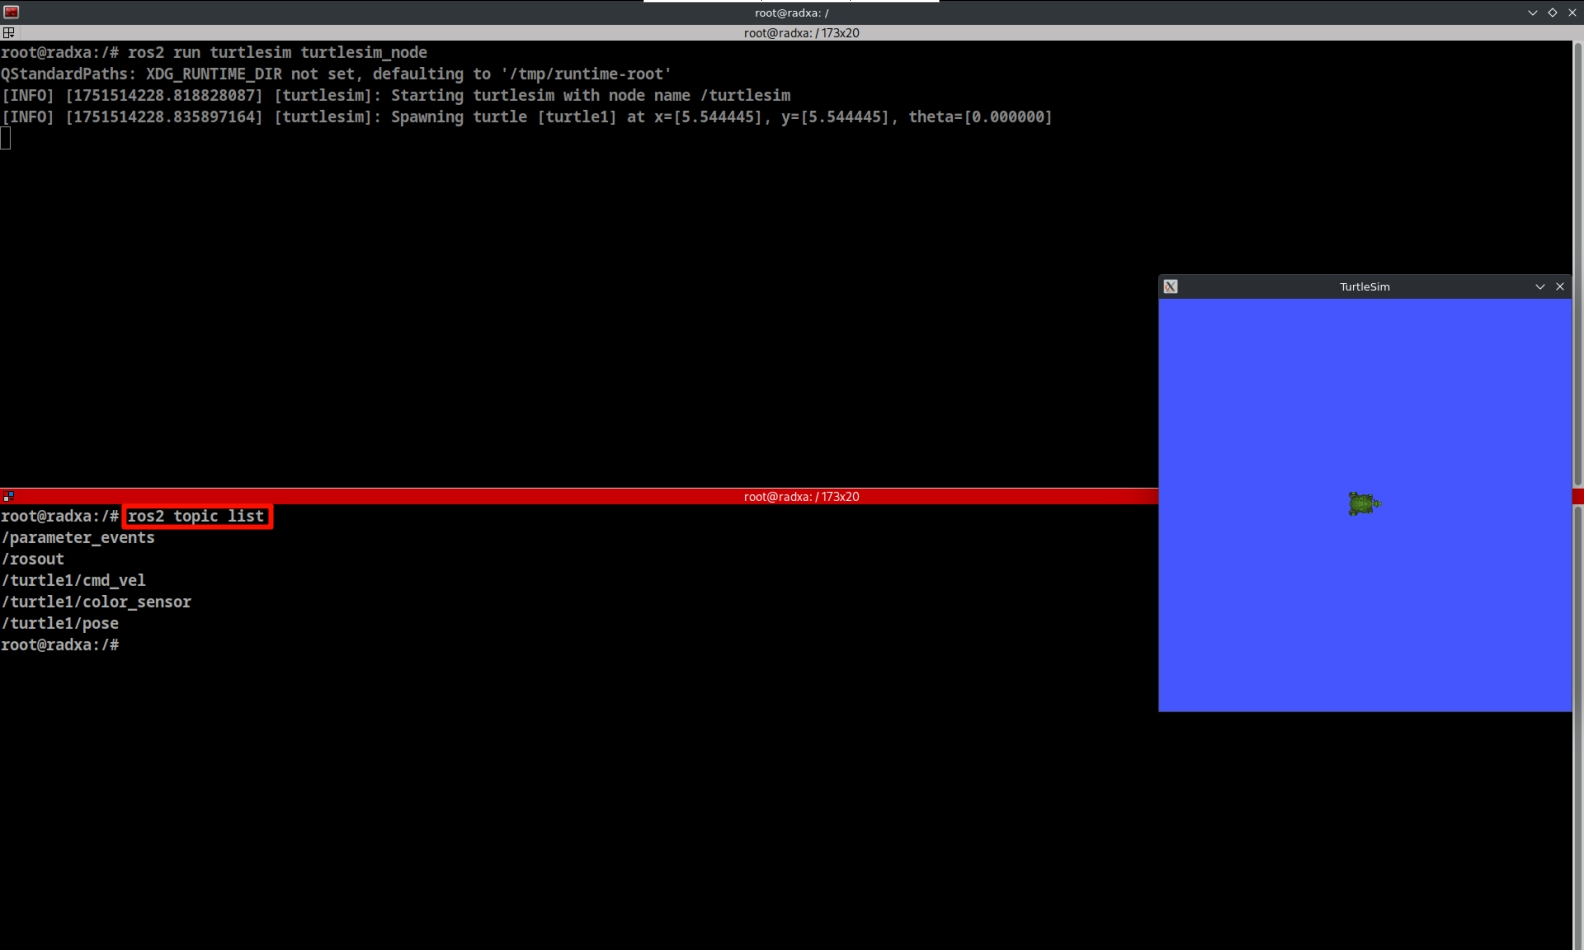 root@radxa: /
root@radxa: / 173x20
root@radxa:/# ros2 run turtlesim turtlesim_node
QStandardPaths: XDG_RUNTIME_DIR not set, defaulting to '/tmp/runtime-root'
[INFO] [1751514228.818828087] [turtlesim]: Starting turtlesim with node name /turtlesim
[INFO] [1751514228.835897164] [turtlesim]: Spawning turtle [turtle1] at x=[5.544445], y=[5.544445], theta=[0.000000]
TurtleSim
root@radxa: / 173x20
root@radxa:/# ros2 topic list
/parameter_events
/rosout
/turtle1/cmd_vel
/turtle1/color_sensor
/turtle1/pose
root@radxa:/#